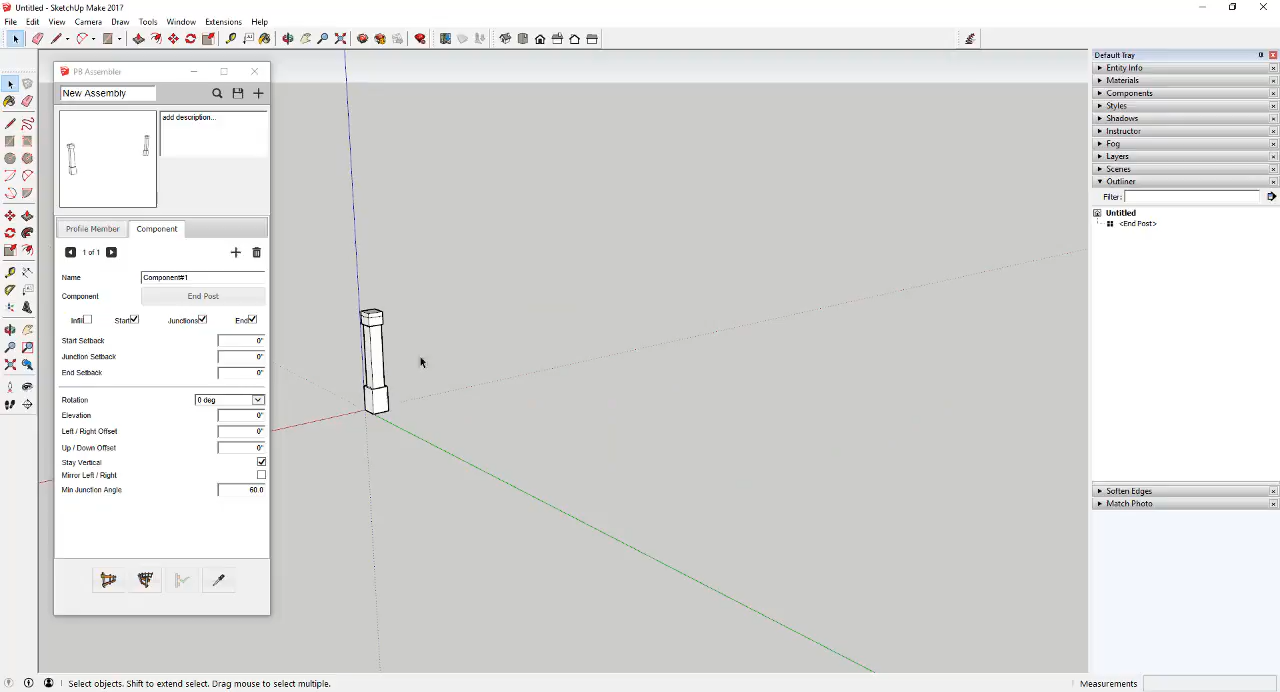 Untitled - SketchUp Make 2017
File Edit View Camera Draw Tools Window Extensions Help
PB Assembler
New Assembly
add description...
Profile Member Component
1 of 1
Name Component#1
Component End Post
Infill Start Junctions End
Start Setback 0"
Junction Setback 0"
End Setback 0"
Rotation 0 deg
Elevation 0"
Left / Right Offset 0"
Up / Down Offset 0"
Stay Vertical
Mirror Left / Right
Min Junction Angle 60.0
Default Tray
Entity Info
Materials
Components
Styles
Shadows
Instructor
Fog
Layers
Scenes
Outliner
Filter:
Untitled
<End Post>
Soften Edges
Match Photo
Select objects. Shift to extend select. Drag mouse to select multiple.
Measurements